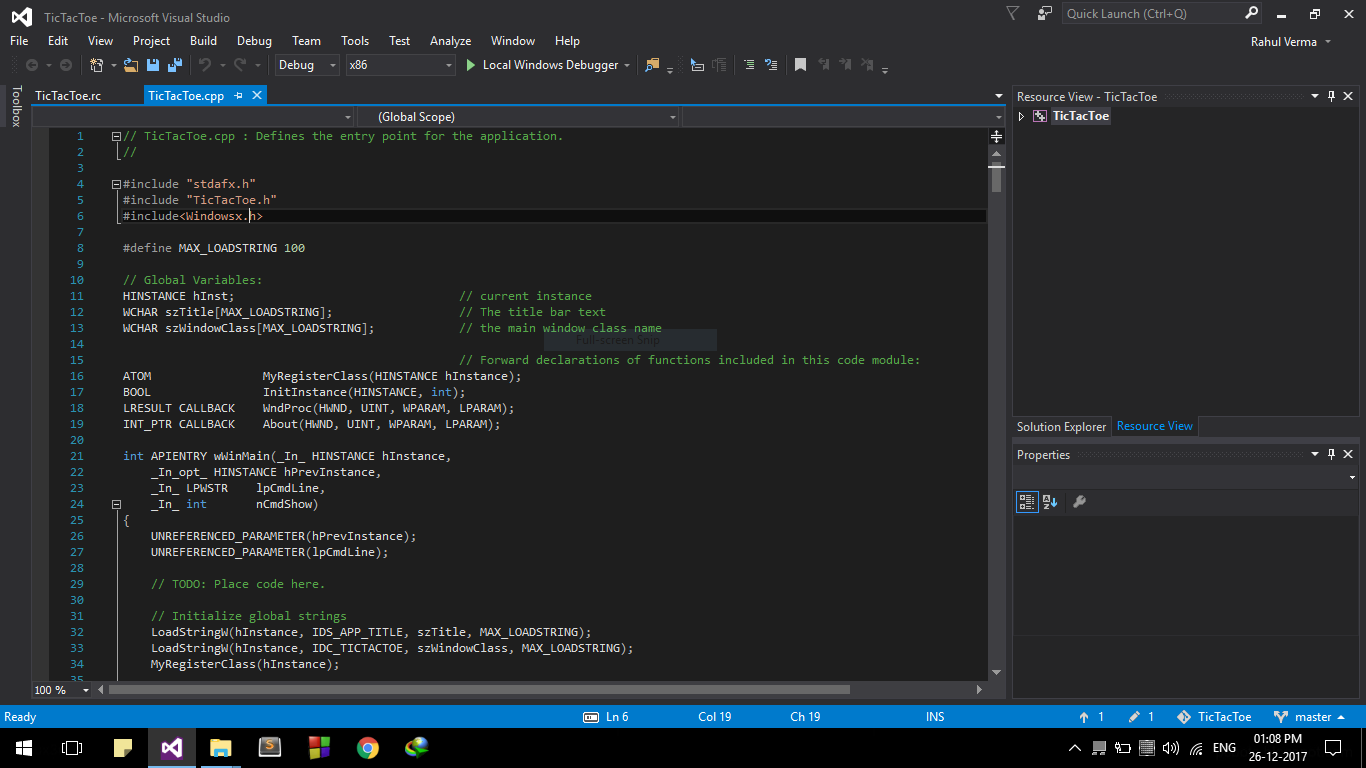 TicTacToe - Microsoft Visual Studio
Quick Launch (Ctrl+Q)
File Edit View Project Build Debug Team Tools Test Analyze Window Help
Rahul Verma
Debug x86 Local Windows Debugger
Toolbox
TicTacToe.rc TicTacToe.cpp
(Global Scope)
1 // TicTacToe.cpp : Defines the entry point for the application.
2 //
3
4 #include "stdafx.h"
5 #include "TicTacToe.h"
6 #include<Windowsx.h>
7
8 #define MAX_LOADSTRING 100
9
10 // Global Variables:
11 HINSTANCE hInst; // current instance
12 WCHAR szTitle[MAX_LOADSTRING]; // The title bar text
13 WCHAR szWindowClass[MAX_LOADSTRING]; // the main window class name
Full-screen Snip
14
15 // Forward declarations of functions included in this code module:
16 ATOM MyRegisterClass(HINSTANCE hInstance);
17 BOOL InitInstance(HINSTANCE, int);
18 LRESULT CALLBACK WndProc(HWND, UINT, WPARAM, LPARAM);
19 INT_PTR CALLBACK About(HWND, UINT, WPARAM, LPARAM);
20
21 int APIENTRY wWinMain(_In_ HINSTANCE hInstance,
22 _In_opt_ HINSTANCE hPrevInstance,
23 _In_ LPWSTR lpCmdLine,
24 _In_ int nCmdShow)
25 {
26 UNREFERENCED_PARAMETER(hPrevInstance);
27 UNREFERENCED_PARAMETER(lpCmdLine);
28
29 // TODO: Place code here.
30
31 // Initialize global strings
32 LoadStringW(hInstance, IDS_APP_TITLE, szTitle, MAX_LOADSTRING);
33 LoadStringW(hInstance, IDC_TICTACTOE, szWindowClass, MAX_LOADSTRING);
34 MyRegisterClass(hInstance);
35
100 %
Resource View - TicTacToe
TicTacToe
Solution Explorer Resource View
Properties
Ready Ln 6 Col 19 Ch 19 INS 1 1 TicTacToe master
ENG 01:08 PM
26-12-2017